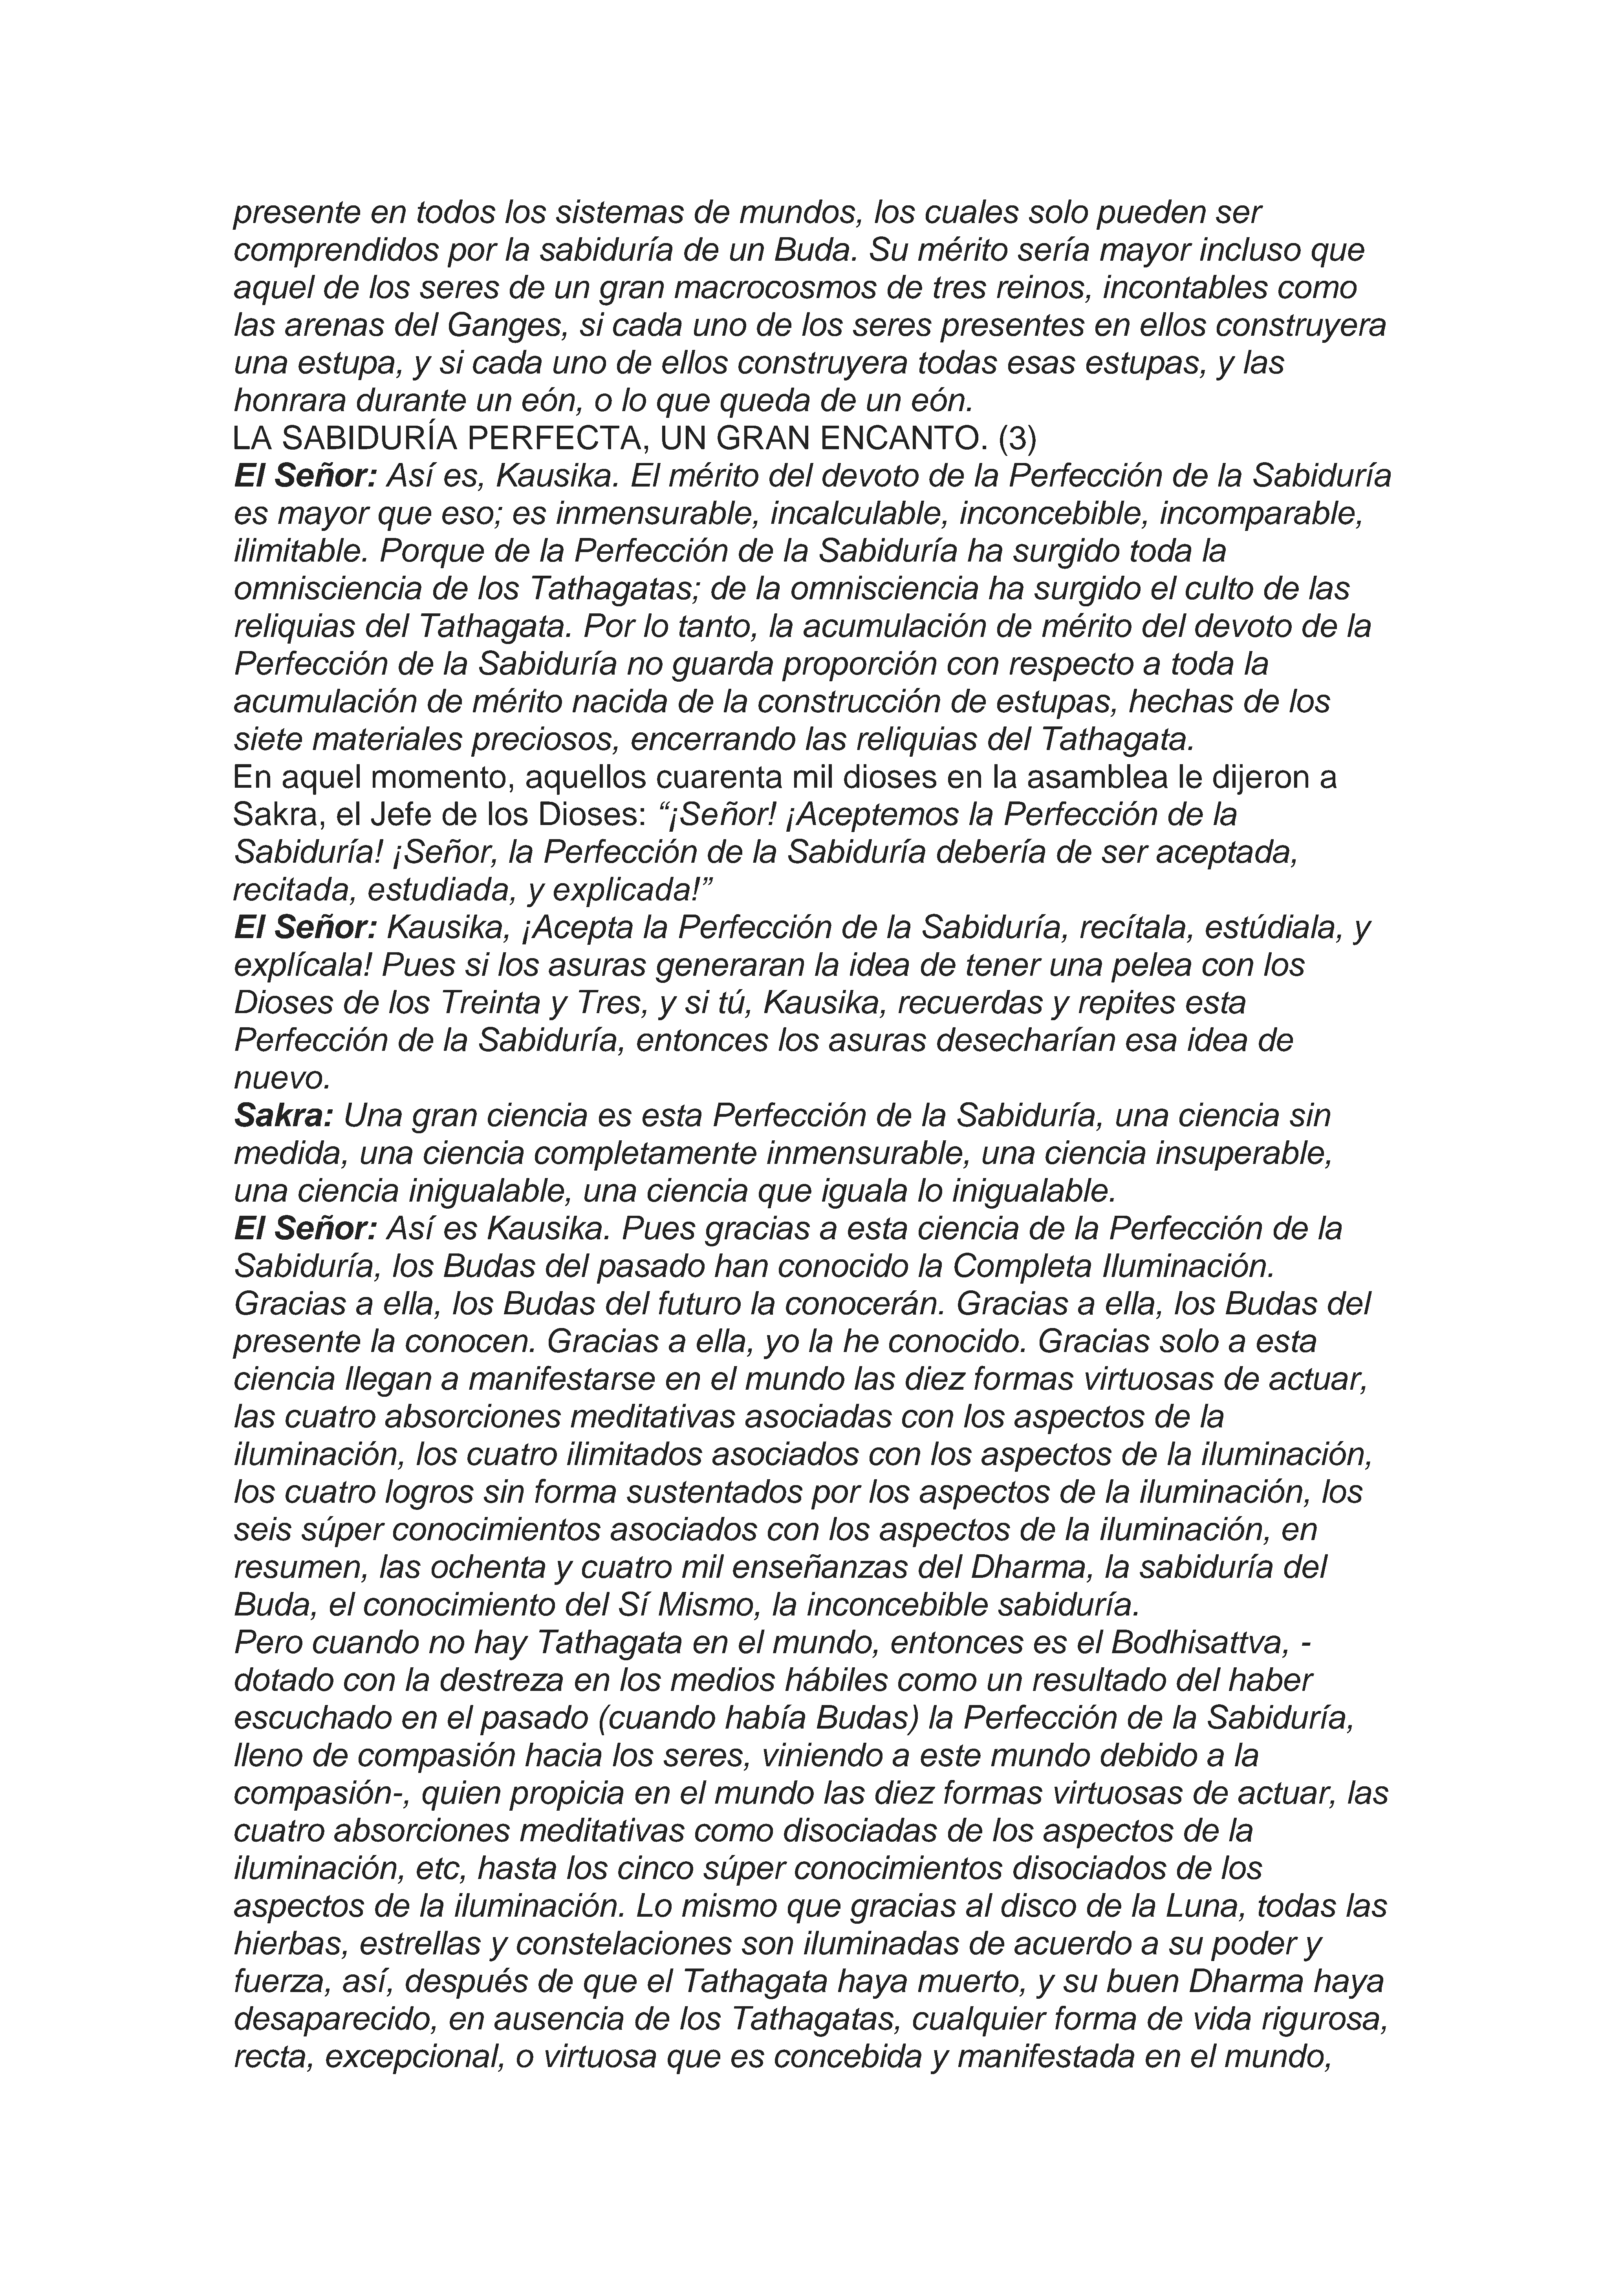 presente en todos los sistemas de mundos, los cuales solo pueden ser
comprendidos por la sabiduría de un Buda. Su mérito sería mayor incluso que
aquel de los seres de un gran macrocosmos de tres reinos, incontables como
las arenas del Ganges, si cada uno de los seres presentes en ellos construyera
una estupa, y si cada uno de ellos construyera todas esas estupas, y las
honrara durante un eón, o lo que queda de un eón.
LA SABIDURÍA PERFECTA, UN GRAN ENCANTO. (3)
El Señor: Así es, Kausika. El mérito del devoto de la Perfección de la Sabiduría
es mayor que eso; es inmensurable, incalculable, inconcebible, incomparable,
ilimitable. Porque de la Perfección de la Sabiduría ha surgido toda la
omnisciencia de los Tathagatas; de la omnisciencia ha surgido el culto de las
reliquias del Tathagata. Por lo tanto, la acumulación de mérito del devoto de la
Perfección de la Sabiduría no guarda proporción con respecto a toda la
acumulación de mérito nacida de la construcción de estupas, hechas de los
siete materiales preciosos, encerrando las reliquias del Tathagata.
En aquel momento, aquellos cuarenta mil dioses en la asamblea le dijeron a
Sakra, el Jefe de los Dioses: “¡Señor! ¡Aceptemos la Perfección de la
Sabiduría! ¡Señor, la Perfección de la Sabiduría debería de ser aceptada,
recitada, estudiada, y explicada!”
El Señor: Kausika, ¡Acepta la Perfección de la Sabiduría, recítala, estúdiala, y
explícala! Pues si los asuras generaran la idea de tener una pelea con los
Dioses de los Treinta y Tres, y si tú, Kausika, recuerdas y repites esta
Perfección de la Sabiduría, entonces los asuras desecharían esa idea de
nuevo.
Sakra: Una gran ciencia es esta Perfección de la Sabiduría, una ciencia sin
medida, una ciencia completamente inmensurable, una ciencia insuperable,
una ciencia inigualable, una ciencia que iguala lo inigualable.
El Señor: Así es Kausika. Pues gracias a esta ciencia de la Perfección de la
Sabiduría, los Budas del pasado han conocido la Completa Iluminación.
Gracias a ella, los Budas del futuro la conocerán. Gracias a ella, los Budas del
presente la conocen. Gracias a ella, yo la he conocido. Gracias solo a esta
ciencia llegan a manifestarse en el mundo las diez formas virtuosas de actuar,
las cuatro absorciones meditativas asociadas con los aspectos de la
iluminación, los cuatro ilimitados asociados con los aspectos de la iluminación,
los cuatro logros sin forma sustentados por los aspectos de la iluminación, los
seis súper conocimientos asociados con los aspectos de la iluminación, en
resumen, las ochenta y cuatro mil enseñanzas del Dharma, la sabiduría del
Buda, el conocimiento del Sí Mismo, la inconcebible sabiduría.
Pero cuando no hay Tathagata en el mundo, entonces es el Bodhisattva, -
dotado con la destreza en los medios hábiles como un resultado del haber
escuchado en el pasado (cuando había Budas) la Perfección de la Sabiduría,
lleno de compasión hacia los seres, viniendo a este mundo debido a la
compasión-, quien propicia en el mundo las diez formas virtuosas de actuar, las
cuatro absorciones meditativas como disociadas de los aspectos de la
iluminación, etc, hasta los cinco súper conocimientos disociados de los
aspectos de la iluminación. Lo mismo que gracias al disco de la Luna, todas las
hierbas, estrellas y constelaciones son iluminadas de acuerdo a su poder y
fuerza, así, después de que el Tathagata haya muerto, y su buen Dharma haya
desaparecido, en ausencia de los Tathagatas, cualquier forma de vida rigurosa,
recta, excepcional, o virtuosa que es concebida y manifestada en el mundo,